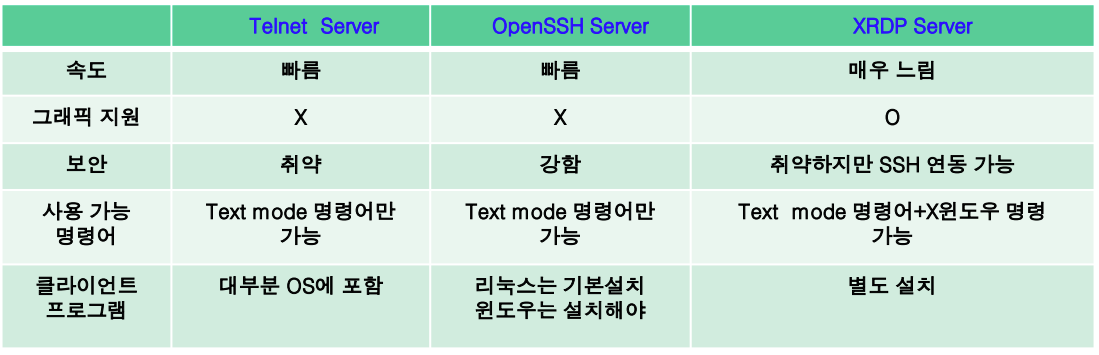 Telnet Server OpenSSH Server XRDP Server
속도 빠름 빠름 매우 느림
그래픽 지원 X X O
보안 취약 강함 취약하지만 SSH 연동 가능
사용 가능 Text mode 명령어만 Text mode 명령어만 Text mode 명령어+X윈도우 명령
명령어 가능 가능 가능
클라이언트 대부분 OS에 포함 리눅스는 기본설치 별도 설치
프로그램 윈도우는 설치해야